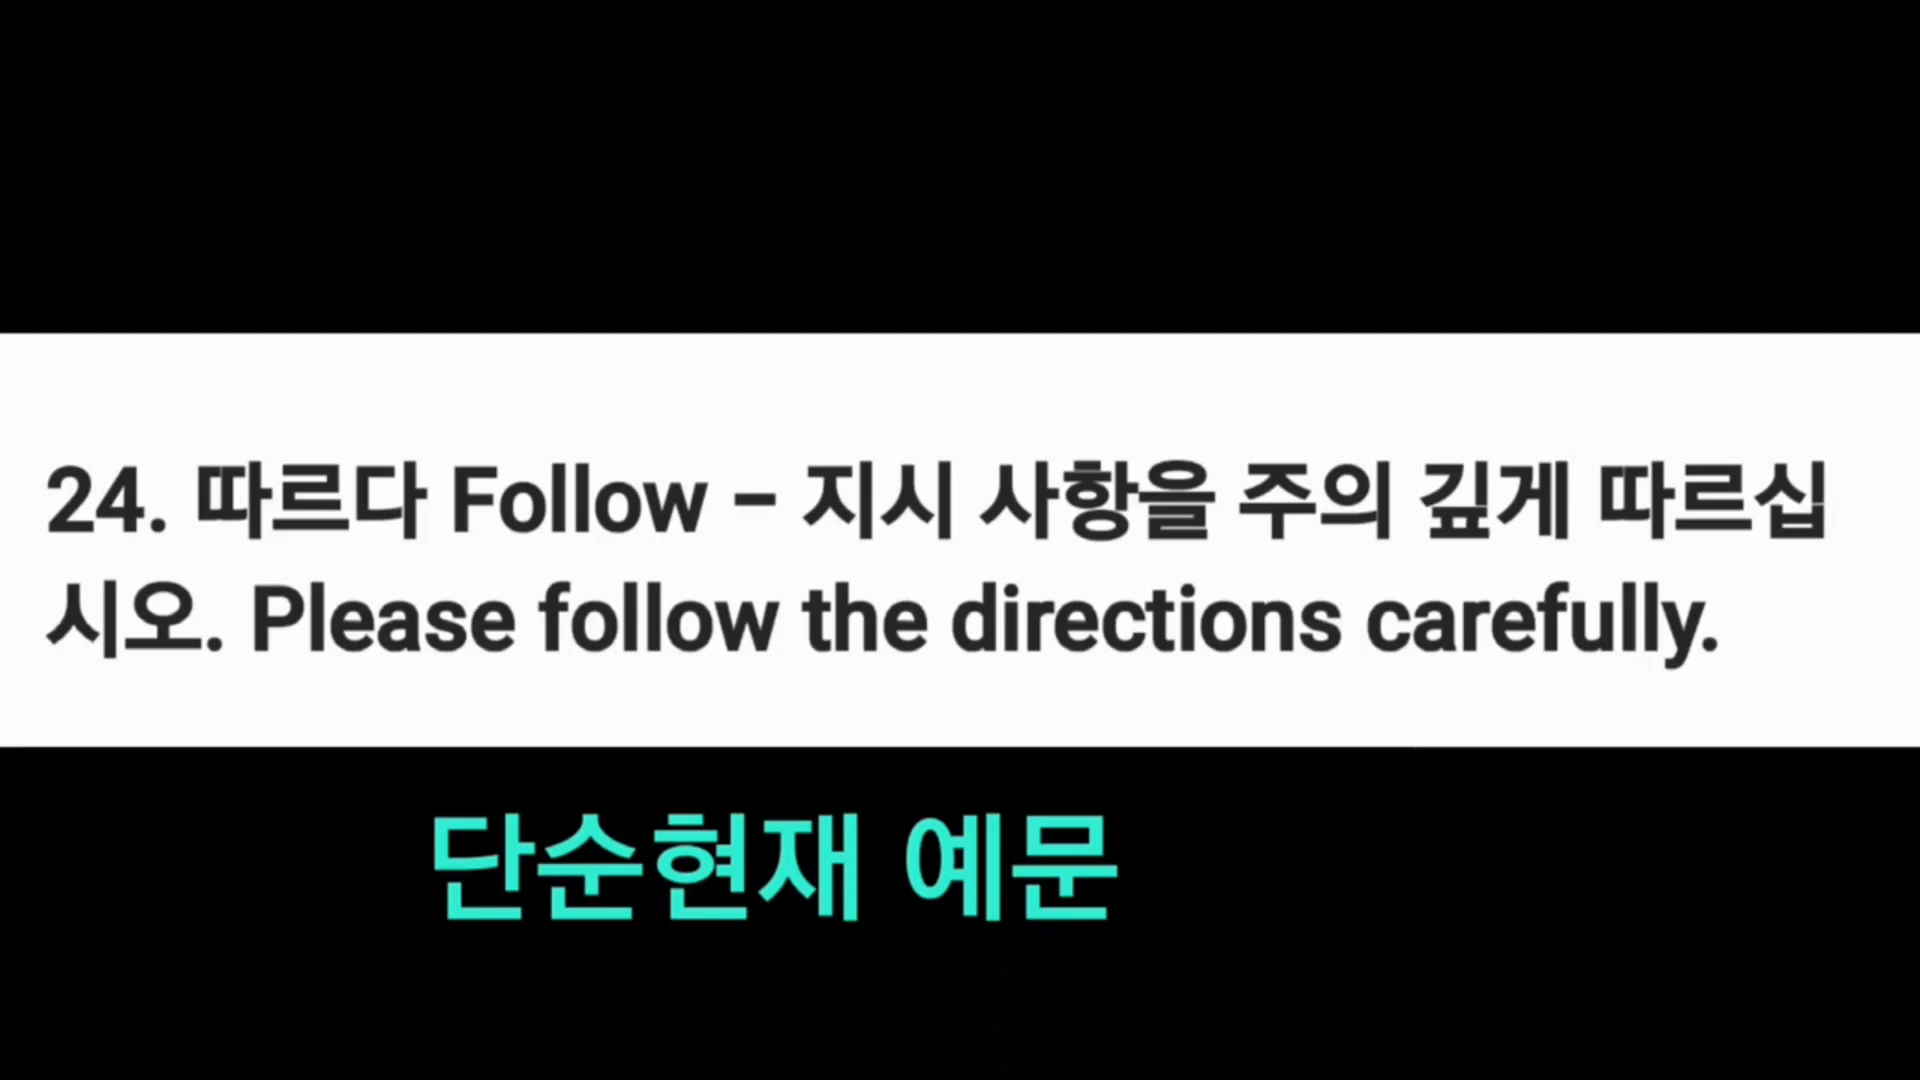 24. 따르다 Follow – 지시 사항을 주의 깊게 따르십
시오. Please follow the directions carefully.
단순현재 예문